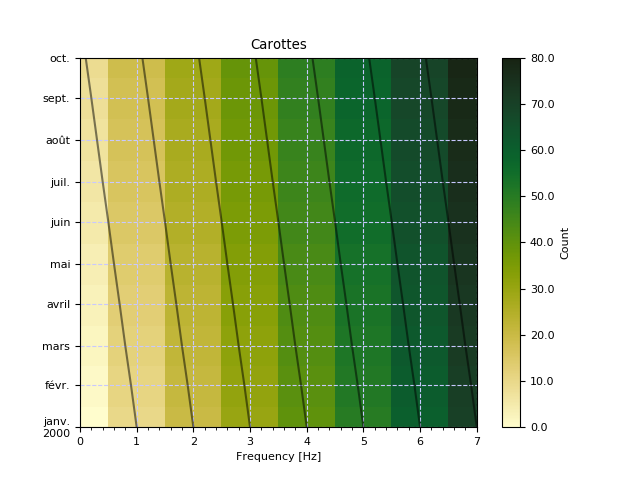 Carottes
oct.
sept.
août
juil.
juin
mai
avril
mars
févr.
janv.
2000
0 1 2 3 4 5 6 7
Frequency [Hz]
80.0
70.0
60.0
50.0
40.0
30.0
20.0
10.0
0.0
Count